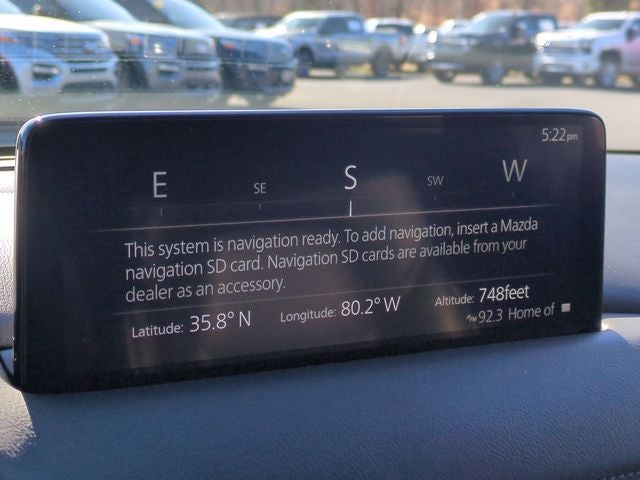 5:22pm
E SE S SW W
This system is navigation ready. To add navigation, insert a Mazda
navigation SD card. Navigation SD cards are available from your
dealer as an accessory.
Latitude: 35.8° N Longitude: 80.2° W Altitude: 748feet
FM 92.3 Home of